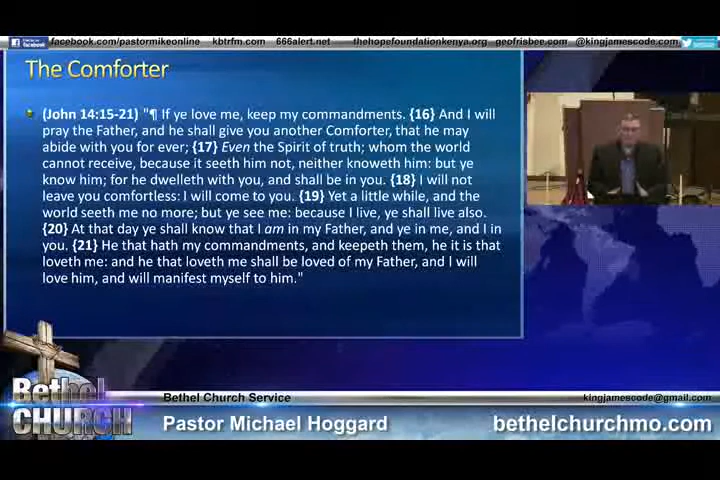 facebook.com/pastormikeonline kbtrfm.com 666alert.net thehopefoundationkenya.org geofrisbee.com @kingjamescode.com
The Comforter
(John 14:15-21) "¶ If ye love me, keep my commandments. {16} And I will
pray the Father, and he shall give you another Comforter, that he may
abide with you for ever; {17} Even the Spirit of truth; whom the world
cannot receive, because it seeth him not, neither knoweth him: but ye
know him; for he dwelleth with you, and shall be in you. {18} I will not
leave you comfortless: I will come to you. {19} Yet a little while, and the
world seeth me no more; but ye see me: because I live, ye shall live also.
{20} At that day ye shall know that I am in my Father, and ye in me, and I in
you. {21} He that hath my commandments, and keepeth them, he it is that
loveth me: and he that loveth me shall be loved of my Father, and I will
love him, and will manifest myself to him."
Bethel
CHURCH
Bethel Church Service kingjamescode@gmail.com
Pastor Michael Hoggard bethelchurchmo.com